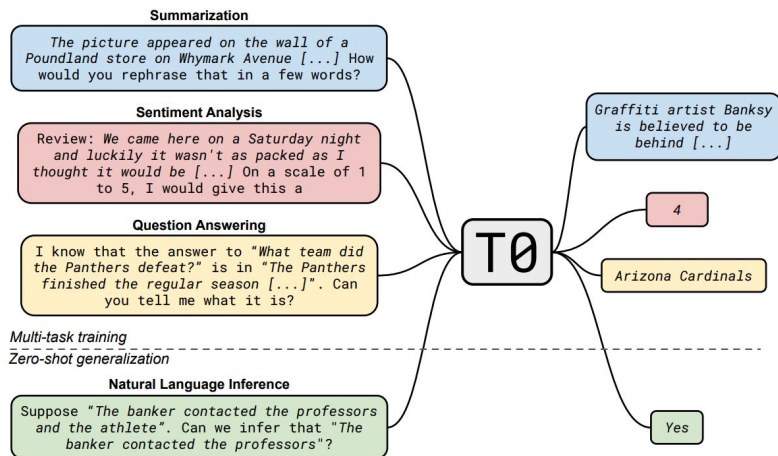 Summarization
The picture appeared on the wall of a
Poundland store on Whymark Avenue [...] How
would you rephrase that in a few words?
Sentiment Analysis
Review: We came here on a Saturday night
and luckily it wasn't as packed as I
thought it would be [...] On a scale of 1
to 5, I would give this a
Question Answering
I know that the answer to “What team did
the Panthers defeat?” is in “The Panthers
finished the regular season [...]”. Can
you tell me what it is?
Multi-task training
Zero-shot generalization
Natural Language Inference
Suppose “The banker contacted the professors
and the athlete”. Can we infer that "The
banker contacted the professors"?
T0
Graffiti artist Banksy
is believed to be
behind [...]
4
Arizona Cardinals
Yes